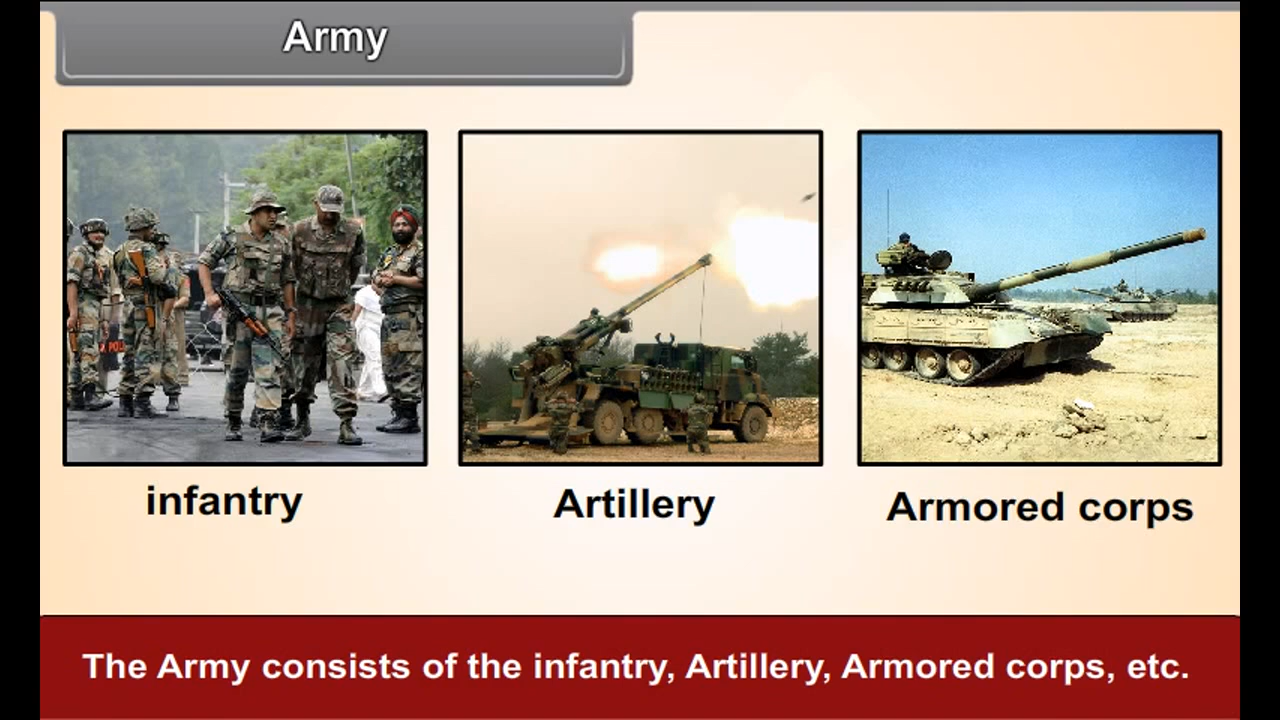 Army
infantry
Artillery
Armored corps
The Army consists of the infantry, Artillery, Armored corps, etc.